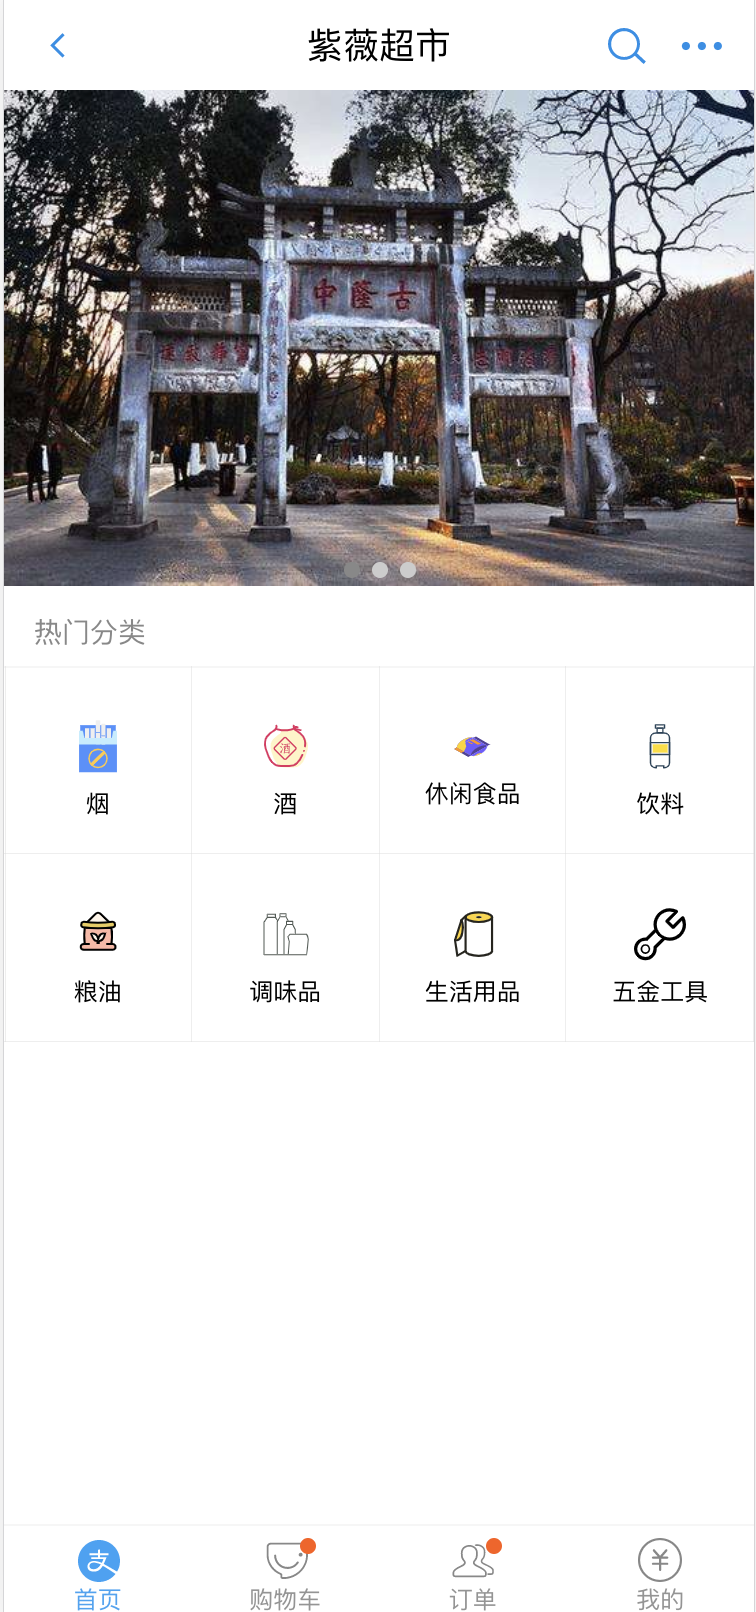 紫薇超市
中隆古
热门分类
烟
酒
酒
休闲食品
饮料
粮油
调味品
生活用品
五金工具
支
¥
首页
购物车
订单
我的